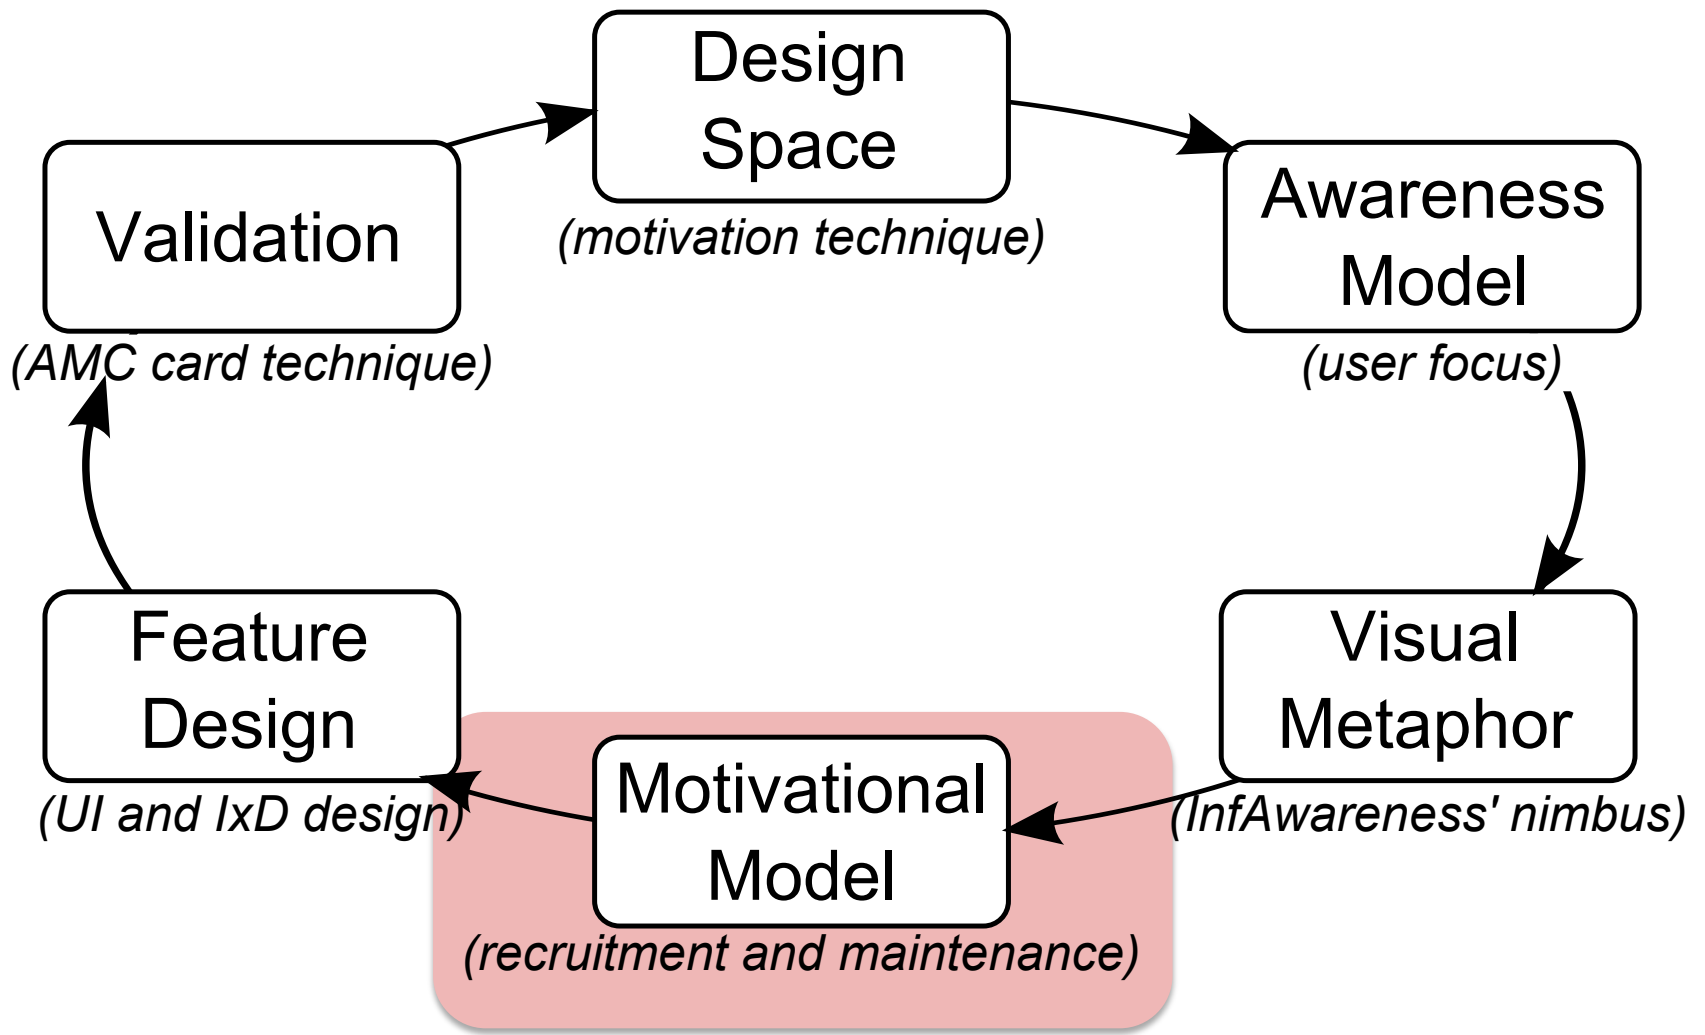 Design
Space
(motivation technique)
Awareness
Model
(user focus)
Visual
Metaphor
(InfAwareness' nimbus)
Motivational
Model
(recruitment and maintenance)
Feature
Design
(UI and IxD design)
Validation
(AMC card technique)